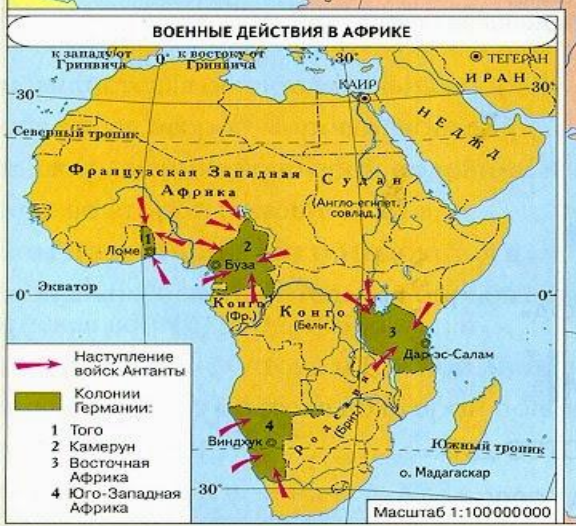 ВОЕННЫЕ ДЕЙСТВИЯ В АФРИКЕ
к западу от
Гринвича
0°
к востоку от
Гринвича
30°
ТЕГЕРАН
ИРАН
КАИР
30°
30°
НЕДЖД
Северный тропик
Французская Западная
Африка
Судан
(Англо-египет.
совлад.)
1
2
Ломе
Буэа
Экватор
0°
0°
Конго
(Фр.)
Конго
(Бельг.)
3
Дар-эс-Салам
Родезия
(Брит.)
4
Виндхук
Южный тропик
о. Мадагаскар
30°
Наступление
войск Антанты
Колонии
Германии:
1 Того
2 Камерун
3 Восточная
Африка
4 Юго-Западная
Африка
Масштаб 1:100000000